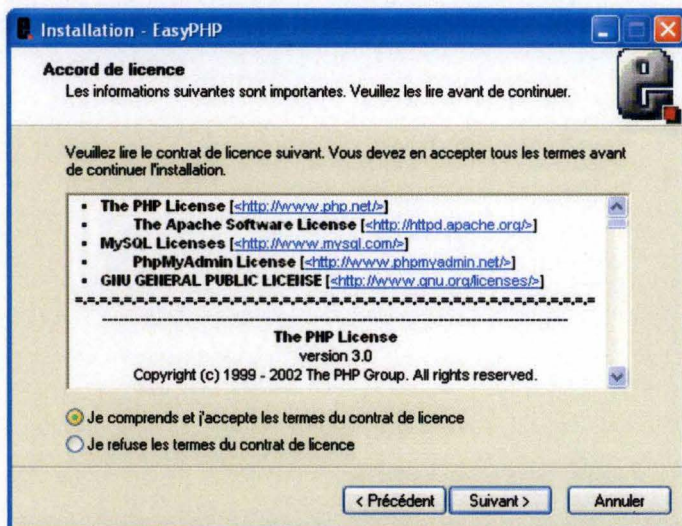 Installation - EasyPHP
Accord de licence
Les informations suivantes sont importantes. Veuillez les lire avant de continuer.
Veuillez lire le contrat de licence suivant. Vous devez en accepter tous les termes avant
de continuer l'installation.
▪ The PHP License [<http://www.php.net/>]
The Apache Software License [<http://httpd.apache.org/>]
▪ MySQL Licenses [<http://www.mysql.com/>]
▪ PhpMyAdmin License [<http://www.phpmyadmin.net/>]
▪ GNU GENERAL PUBLIC LICENSE [<http://www.gnu.org/licenses/>]
=-=-=-=-=-=-=-=-=-=-=-=-=-=-=-=-=-=-=-=-=-=-=-=-=-=-=-=-=-=
--------------------------------------------------------------------
The PHP License
version 3.0
Copyright (c) 1999 - 2002 The PHP Group. All rights reserved.
Je comprends et j'accepte les termes du contrat de licence
Je refuse les termes du contrat de licence
< Précédent Suivant > Annuler